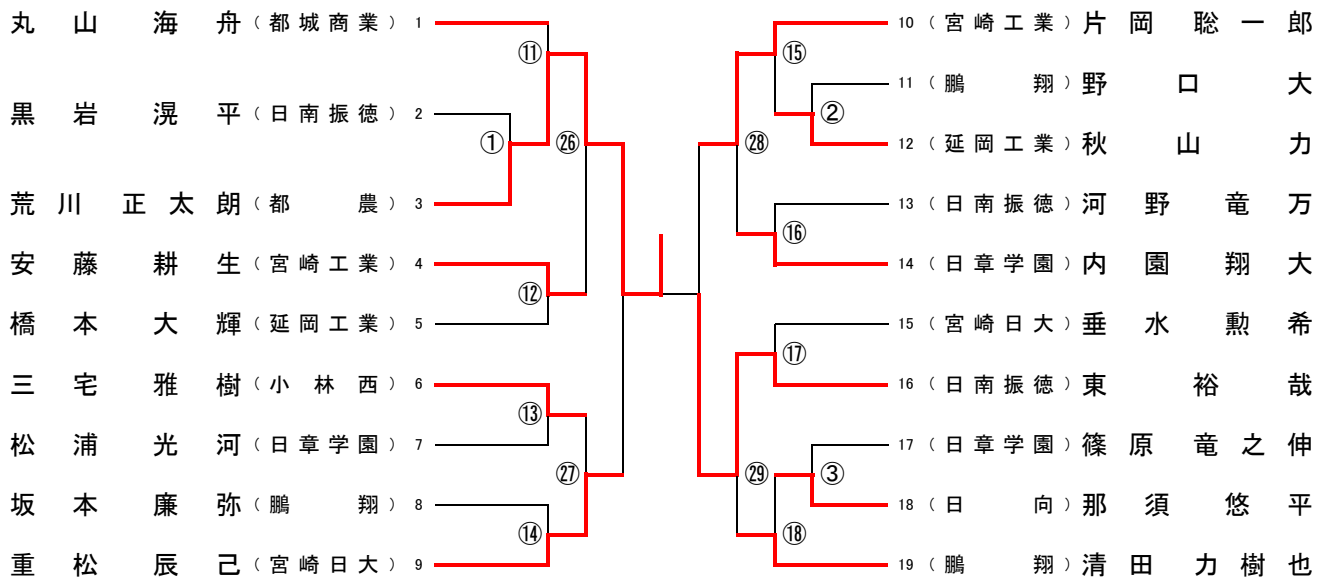 丸山海舟(都城商業) 1
⑪
黒岩滉平(日南振徳) 2
① ㉖
荒川正太朗(都農) 3
安藤耕生(宮崎工業) 4
⑫
橋本大輝(延岡工業) 5
三宅雅樹(小林西) 6
⑬
松浦光河(日章学園) 7
㉗
坂本廉弥(鵬翔) 8
⑭
重松辰己(宮崎日大) 9
10 (宮崎工業)片岡聡一郎
⑮
11 (鵬翔)野口大
②
12 (延岡工業)秋山力
㉘
13 (日南振徳)河野竜万
⑯
14 (日章学園)内園翔大
15 (宮崎日大)垂水勲希
⑰
16 (日南振徳)東裕哉
17 (日章学園)篠原竜之伸
㉙ ③
18 (日向)那須悠平
⑱
19 (鵬翔)清田力樹也